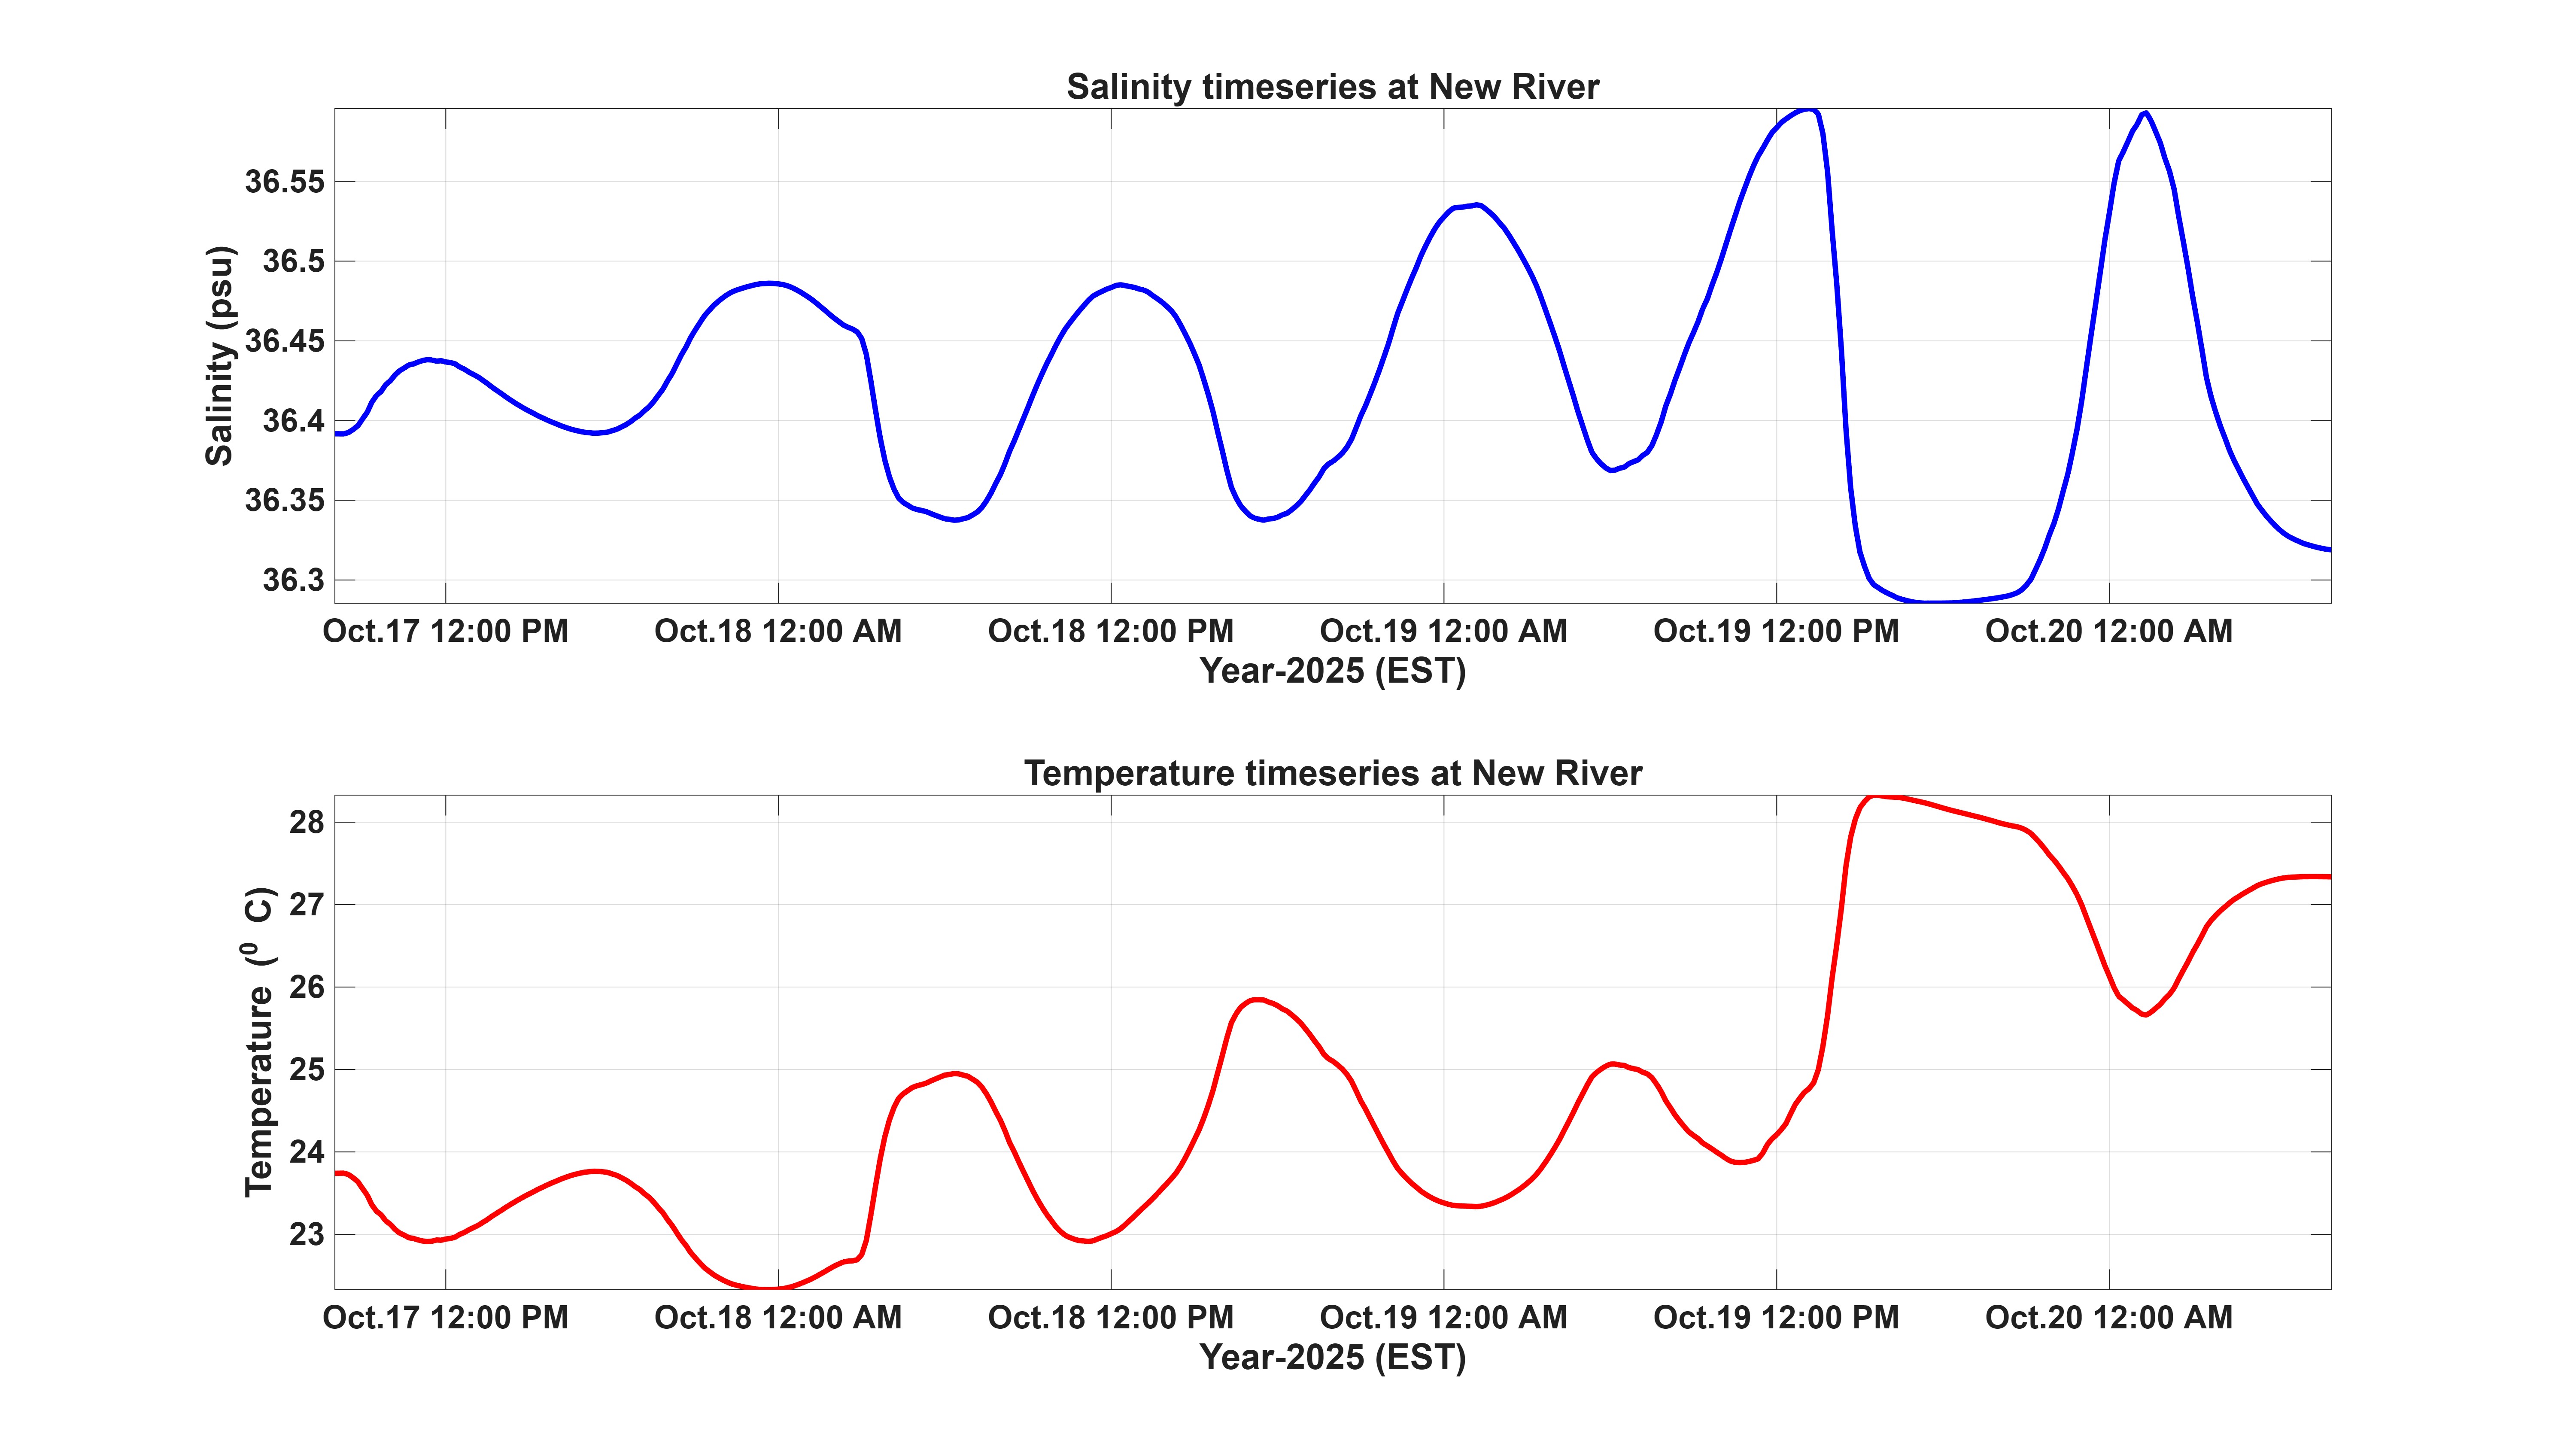 Salinity timeseries at New River
Salinity (psu)
36.55
36.5
36.45
36.4
36.35
36.3
Oct.17 12:00 PM Oct.18 12:00 AM Oct.18 12:00 PM Oct.19 12:00 AM Oct.19 12:00 PM Oct.20 12:00 AM
Year-2025 (EST)
Temperature timeseries at New River
Temperature (⁰ C)
28
27
26
25
24
23
Oct.17 12:00 PM Oct.18 12:00 AM Oct.18 12:00 PM Oct.19 12:00 AM Oct.19 12:00 PM Oct.20 12:00 AM
Year-2025 (EST)